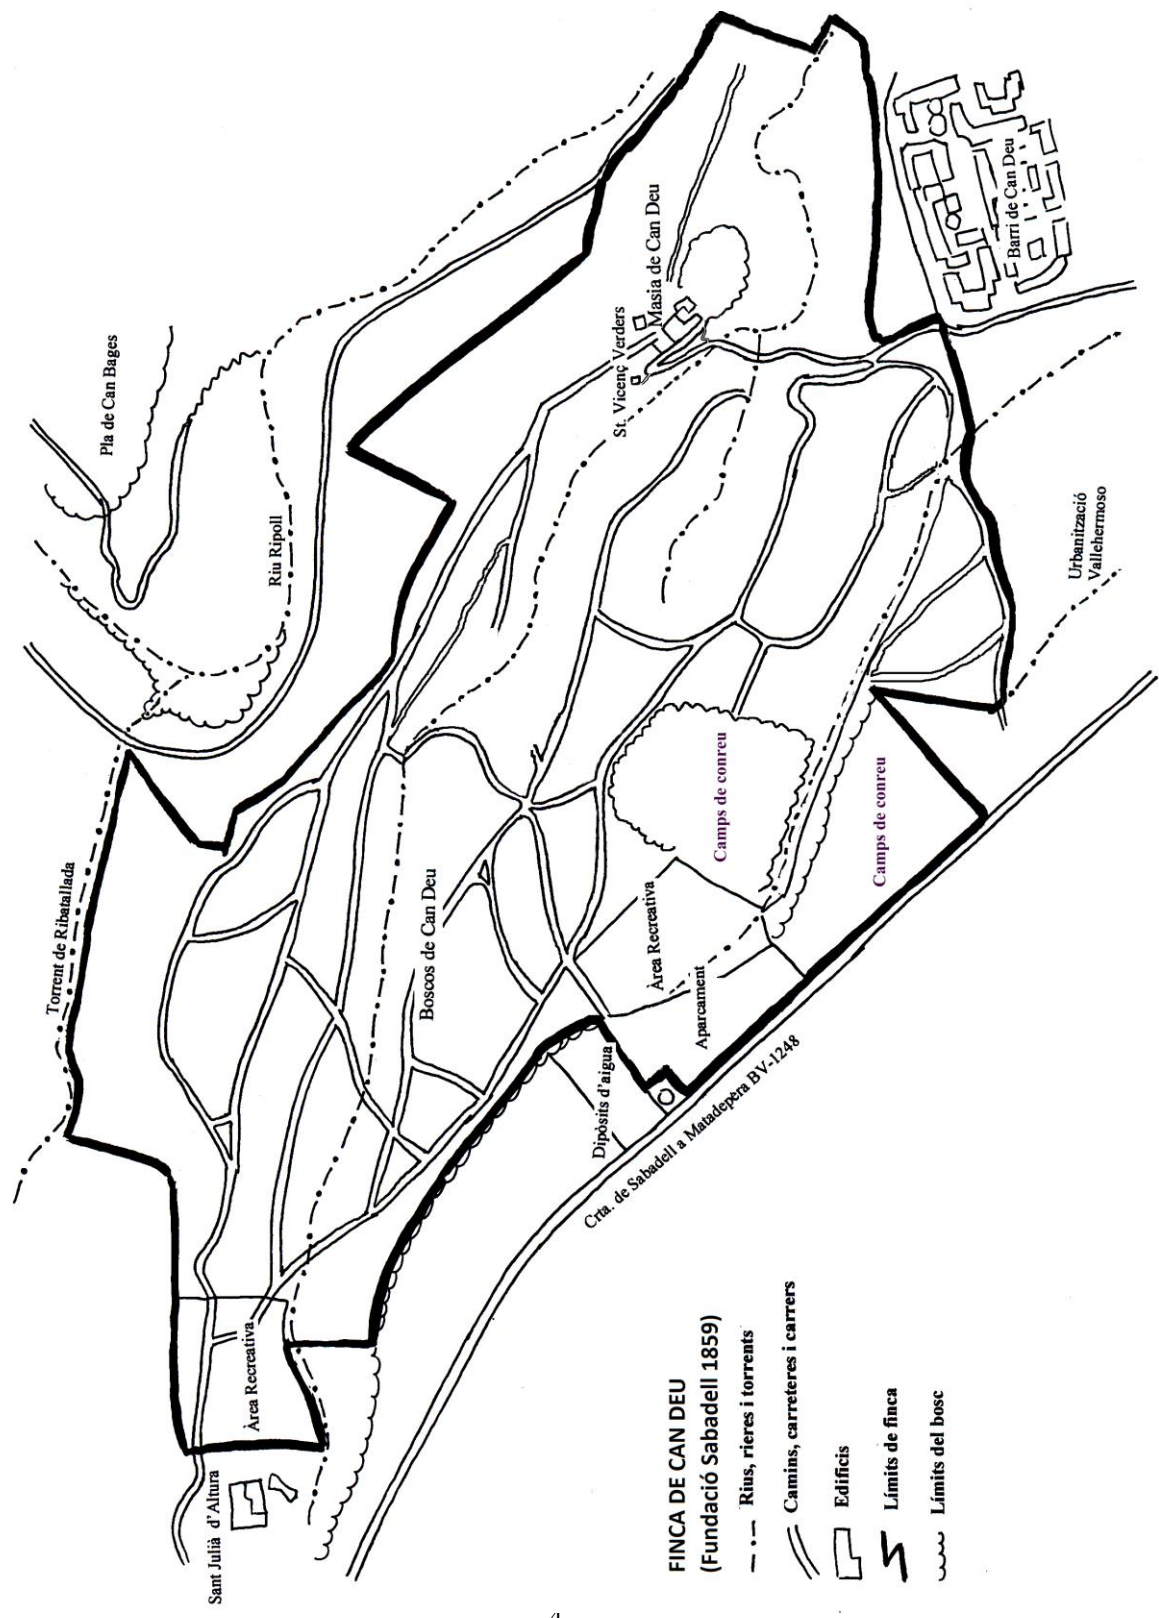 Sant Julià d'Altura
Àrea Recreativa
Torrent de Ribatallada
Boscos de Can Deu
Pla de Can Bages
Riu Ripoll
St. Vicenç Verders
Masia de Can Deu
Barri de Can Deu
Dipòsits d'aigua
Aparcament
Àrea Recreativa
Camps de conreu
Camps de conreu
Urbanització
Vallehermoso
Crta. de Sabadell a Matadepera BV-1248
FINCA DE CAN DEU
(Fundació Sabadell 1859)
Rius, rieres i torrents
Camins, carreteres i carrers
Edificis
Límits de finca
Límits del bosc